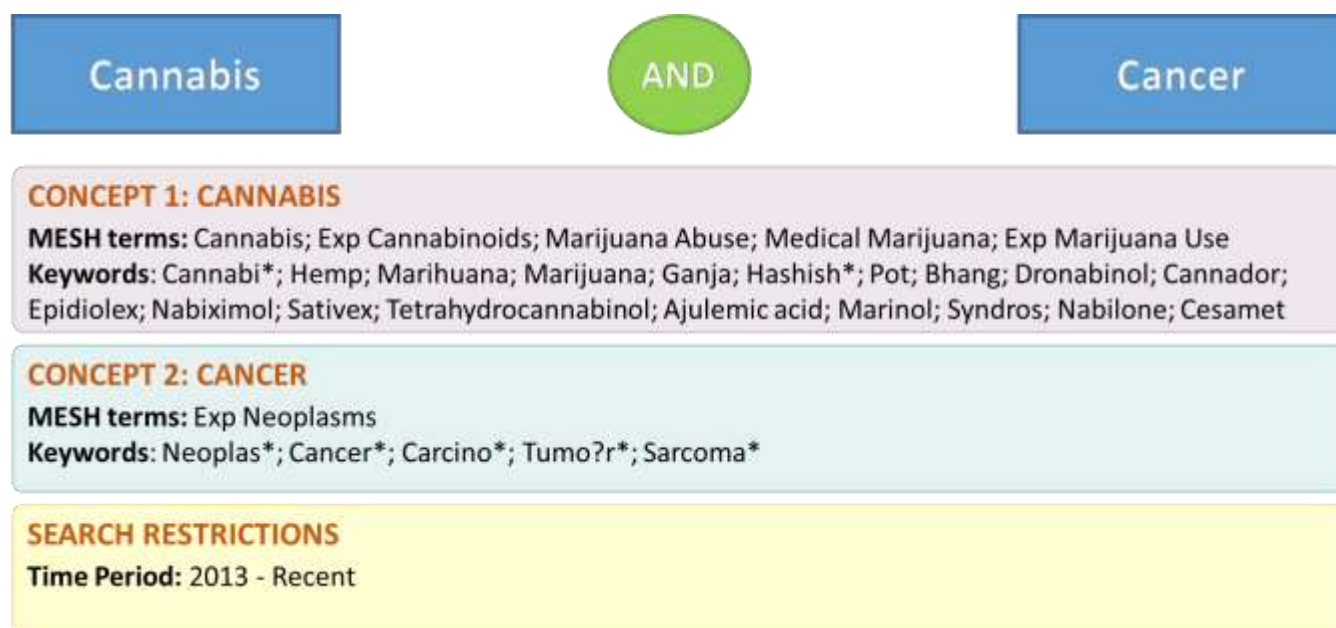 Cannabis AND Cancer
CONCEPT 1: CANNABIS
MESH terms: Cannabis; Exp Cannabinoids; Marijuana Abuse; Medical Marijuana; Exp Marijuana Use
Keywords: Cannabi*; Hemp; Marihuana; Marijuana; Ganja; Hashish*; Pot; Bhang; Dronabinol; Cannador;
Epidiolex; Nabiximol; Sativex; Tetrahydrocannabinol; Ajulemic acid; Marinol; Syndros; Nabilone; Cesamet
CONCEPT 2: CANCER
MESH terms: Exp Neoplasms
Keywords: Neoplas*; Cancer*; Carcino*; Tumo?r*; Sarcoma*
SEARCH RESTRICTIONS
Time Period: 2013 - Recent